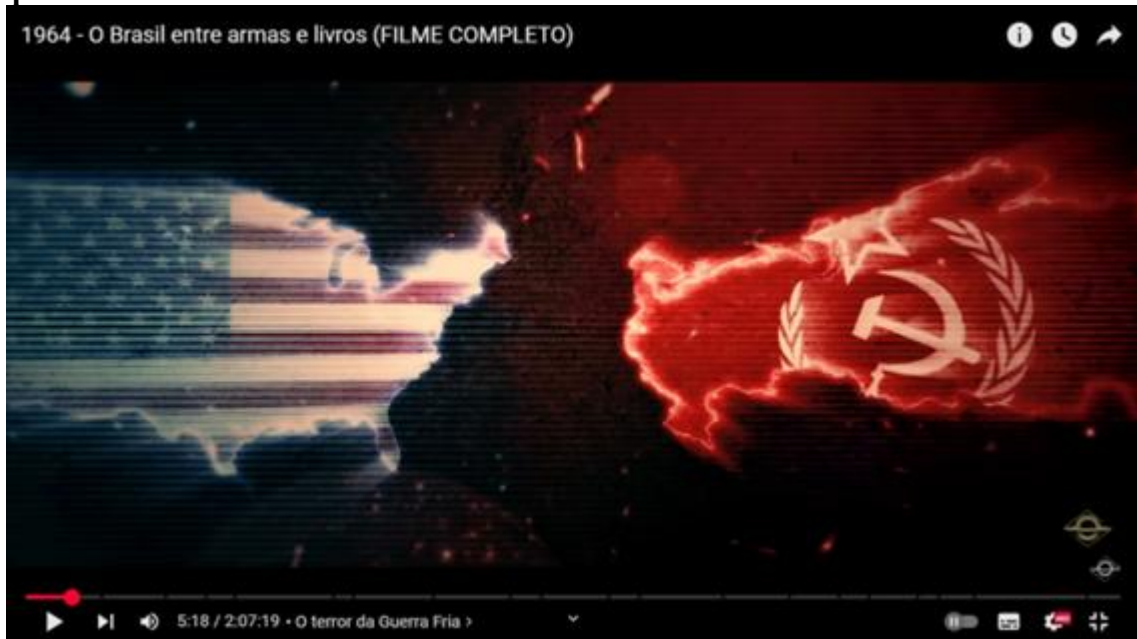 1964 - O Brasil entre armas e livros (FILME COMPLETO)
5:18 / 2:07:19 • O terror da Guerra Fria >